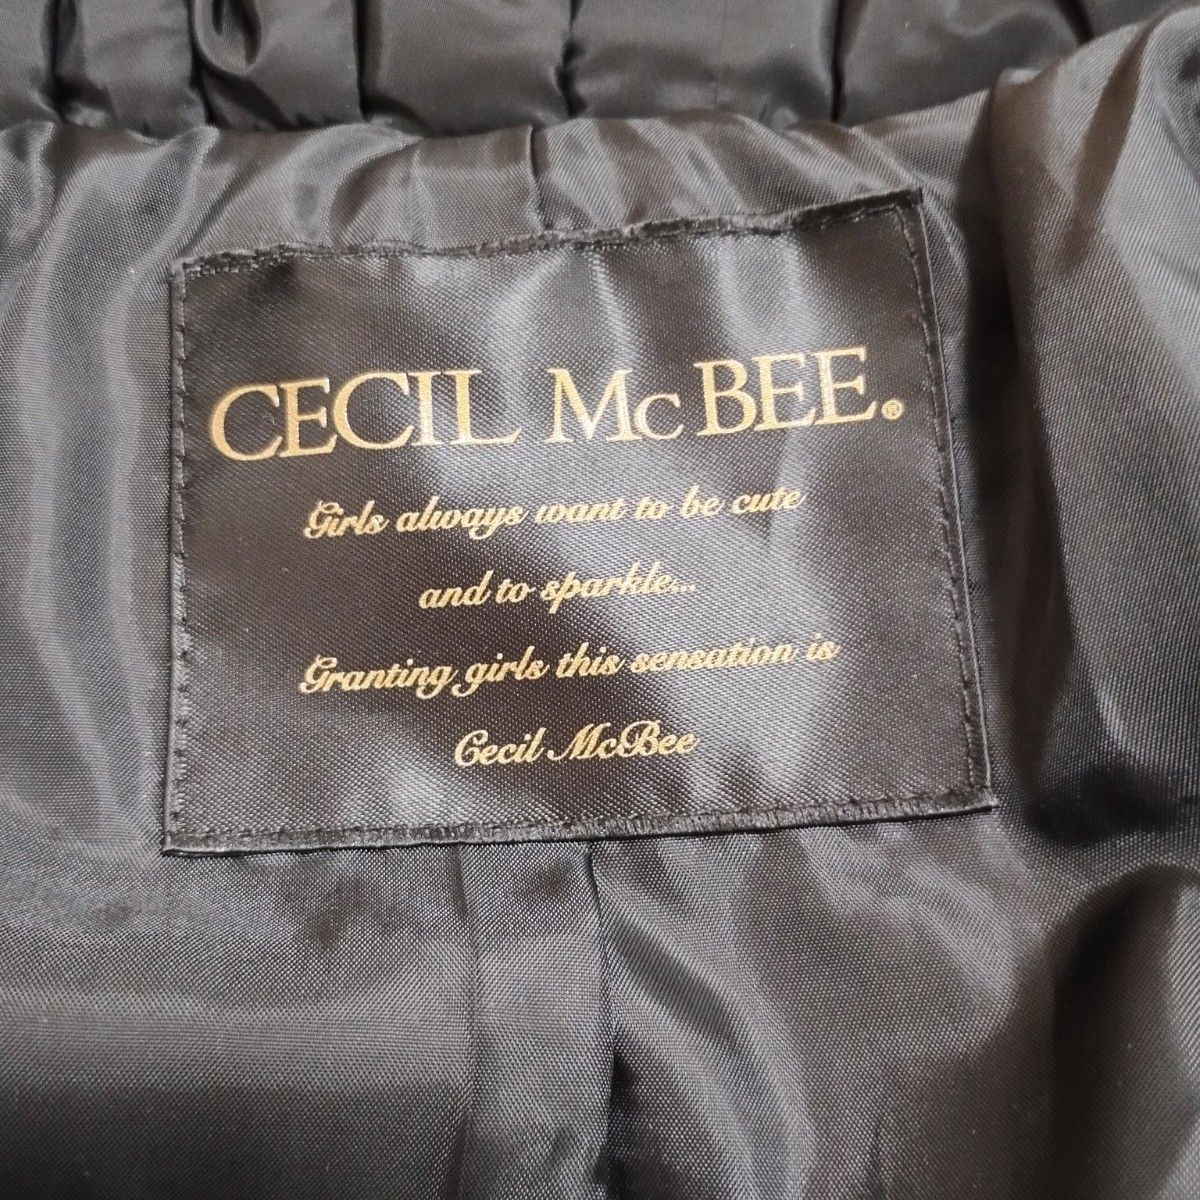 CECIL McBEE.®
Girls always want to be cute
and to sparkle...
Granting girls this sensation is
Cecil McBee